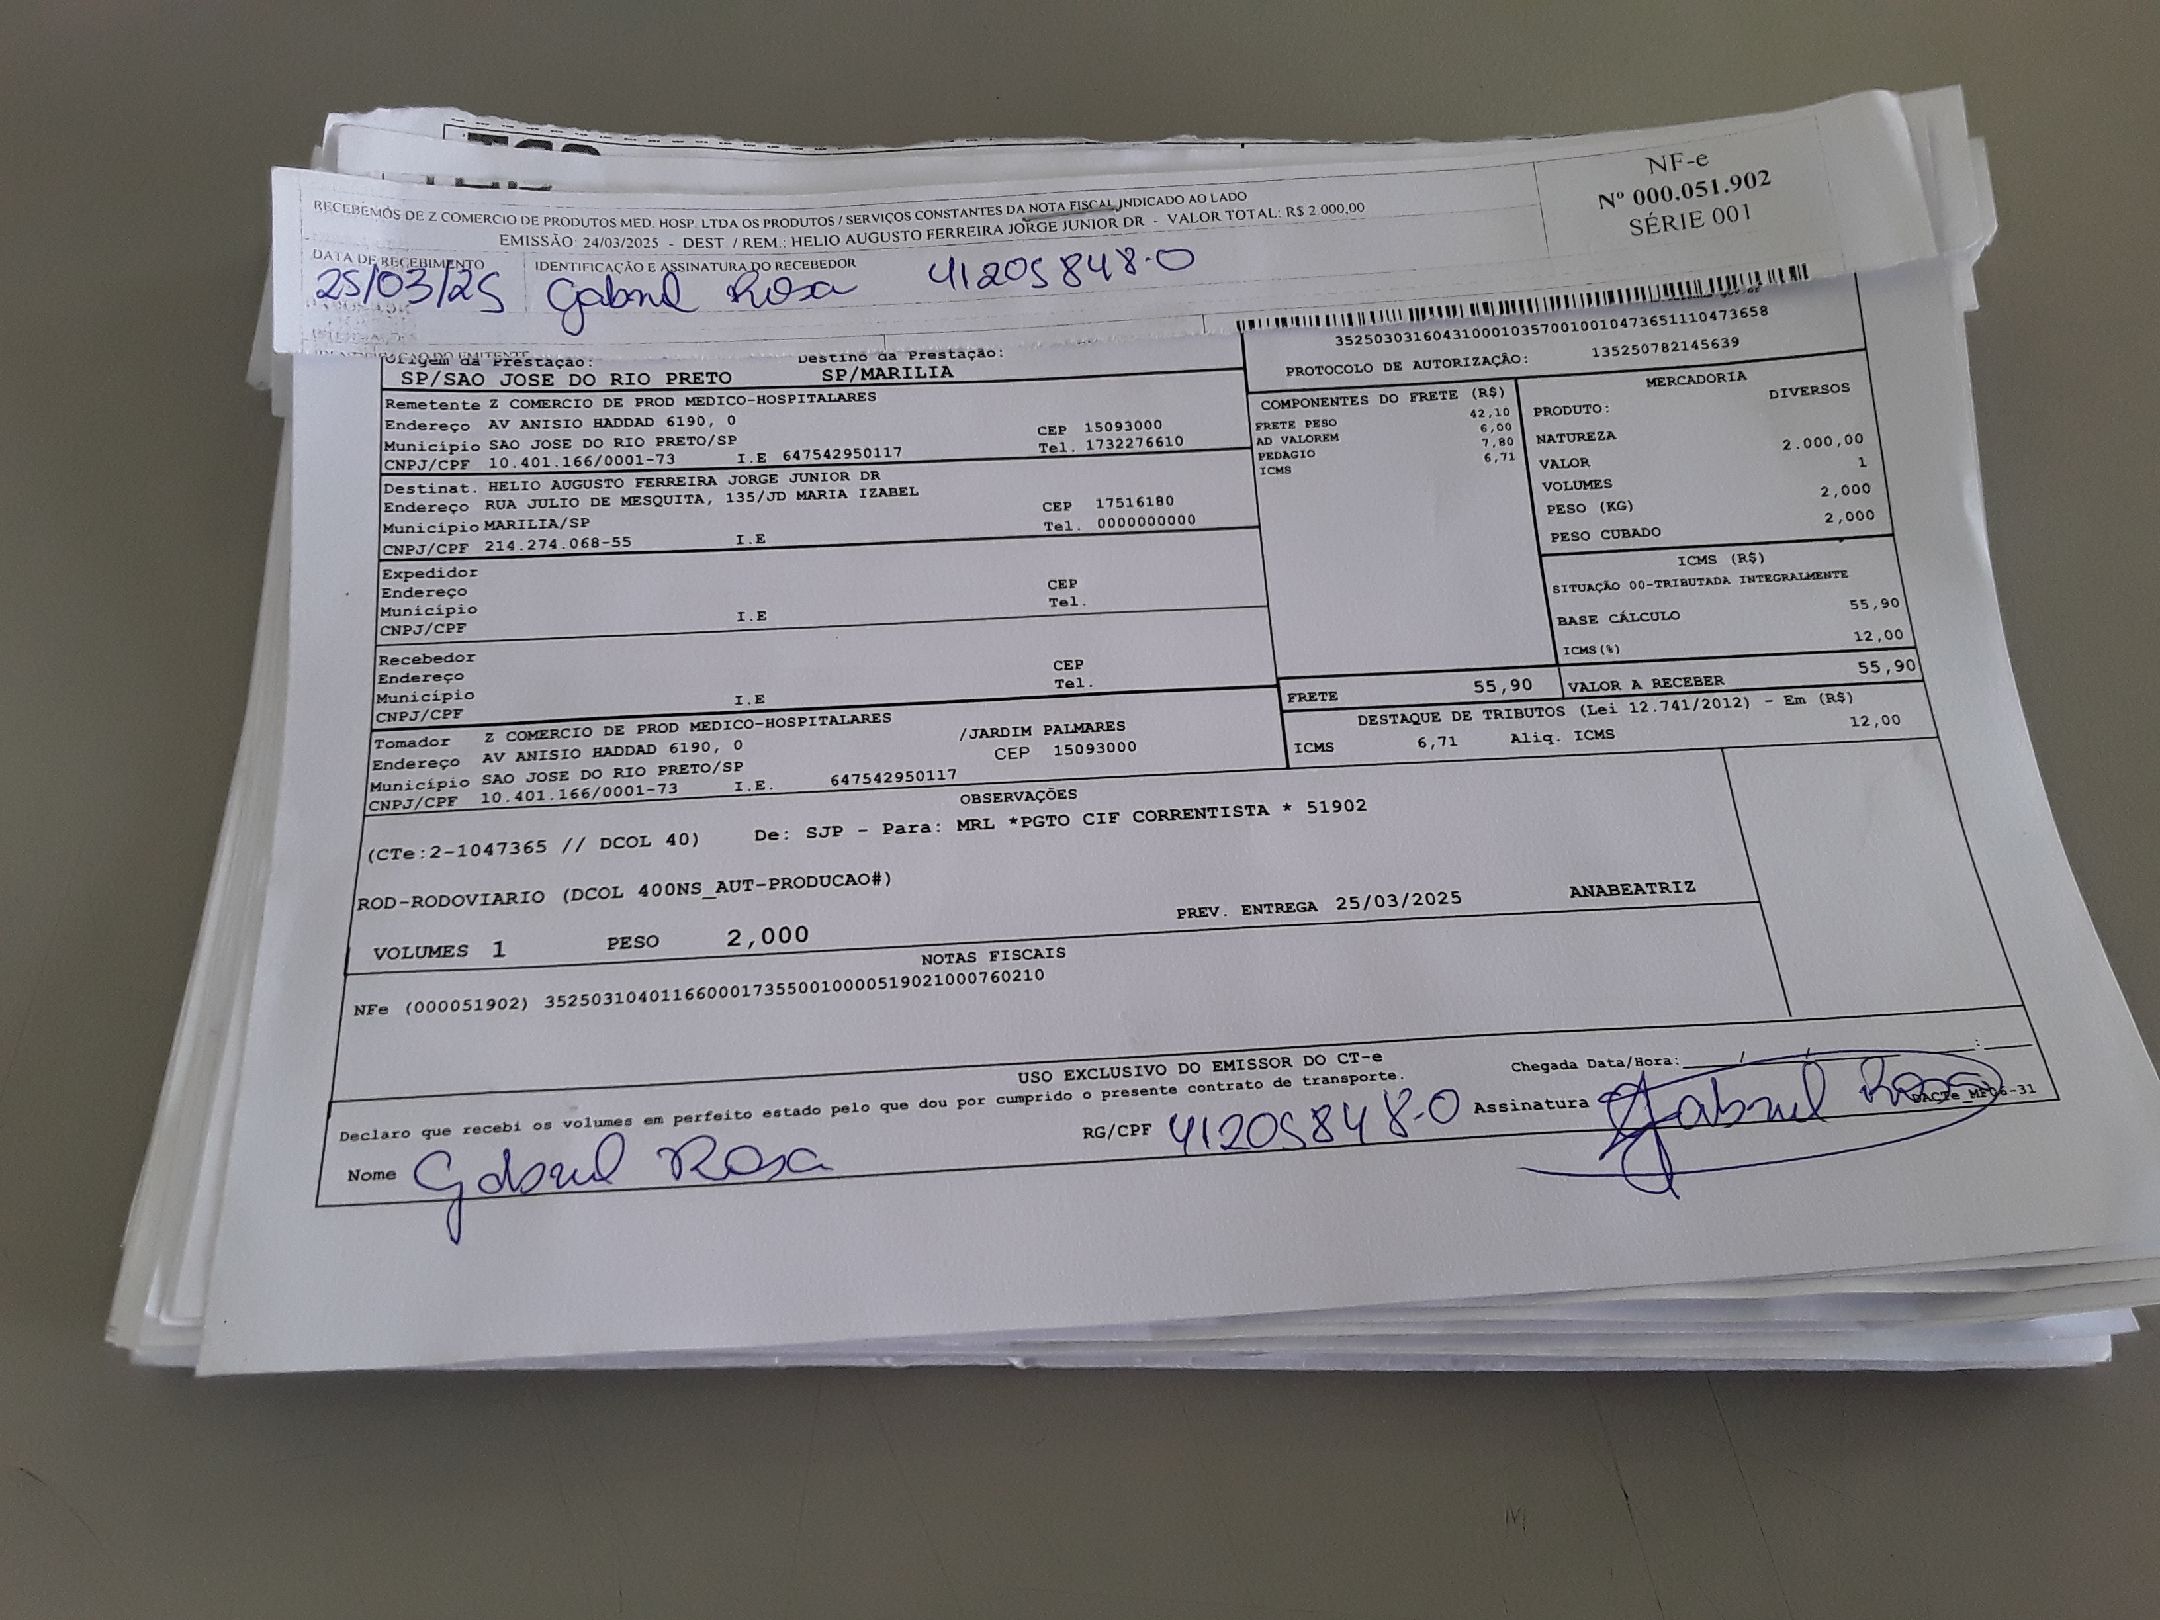 RECEBEMOS DE Z COMERCIO DE PRODUTOS MED. HOSP. LTDA OS PRODUTOS / SERVIÇOS CONSTANTES DA NOTA FISCAL INDICADO AO LADO
EMISSÃO: 24/03/2025 - DEST. / REM.: HELIO AUGUSTO FERREIRA JORGE JUNIOR DR - VALOR TOTAL: R$ 2.000,00
NF-e
Nº 000.051.902
SÉRIE 001
DATA DE RECEBIMENTO
25/03/25
IDENTIFICAÇÃO E ASSINATURA DO RECEBEDOR
Gabriel Rosa 41205848-0
35250303160431000103570010010473651110473658
PROTOCOLO DE AUTORIZAÇÃO: 135250782145639
Origem da Prestação: Destino da Prestação:
SP/SAO JOSE DO RIO PRETO SP/MARILIA
Remetente Z COMERCIO DE PROD MEDICO-HOSPITALARES
Endereço AV ANISIO HADDAD 6190, 0 CEP 15093000
Município SAO JOSE DO RIO PRETO/SP Tel. 1732276610
CNPJ/CPF 10.401.166/0001-73 I.E 647542950117
Destinat. HELIO AUGUSTO FERREIRA JORGE JUNIOR DR
Endereço RUA JULIO DE MESQUITA, 135/JD MARIA IZABEL CEP 17516180
Município MARILIA/SP Tel. 0000000000
CNPJ/CPF 214.274.068-55 I.E
Expedidor
Endereço CEP
Município Tel.
CNPJ/CPF I.E
Recebedor
Endereço CEP
Município Tel.
CNPJ/CPF I.E
Tomador Z COMERCIO DE PROD MEDICO-HOSPITALARES
Endereço AV ANISIO HADDAD 6190, 0 /JARDIM PALMARES
Município SAO JOSE DO RIO PRETO/SP CEP 15093000
CNPJ/CPF 10.401.166/0001-73 I.E. 647542950117
COMPONENTES DO FRETE (R$)
FRETE PESO 42,10
AD VALOREM 6,00
PEDAGIO 7,80
ICMS 6,71
MERCADORIA
PRODUTO: DIVERSOS
NATUREZA
VALOR 2.000,00
VOLUMES 1
PESO (KG) 2,000
PESO CUBADO 2,000
ICMS (R$)
SITUAÇÃO 00-TRIBUTADA INTEGRALMENTE
BASE CÁLCULO 55,90
ICMS(%) 12,00
FRETE 55,90 VALOR A RECEBER 55,90
DESTAQUE DE TRIBUTOS (Lei 12.741/2012) - Em (R$)
ICMS 6,71 Aliq. ICMS 12,00
OBSERVAÇÕES
(CTe:2-1047365 // DCOL 40) De: SJP - Para: MRL *PGTO CIF CORRENTISTA * 51902
ROD-RODOVIARIO (DCOL 400NS_AUT-PRODUCAO#)
VOLUMES 1 PESO 2,000 PREV. ENTREGA 25/03/2025 ANABEATRIZ
NOTAS FISCAIS
NFe (000051902) 35250310401166000173550010000519021000760210
USO EXCLUSIVO DO EMISSOR DO CT-e
Declaro que recebi os volumes em perfeito estado pelo que dou por cumprido o presente contrato de transporte.
Chegada Data/Hora:____/____/____ __:__
Nome Gabriel Rosa RG/CPF 41205848-0 Assinatura Gabriel Rosa
DACTe_MF06-31